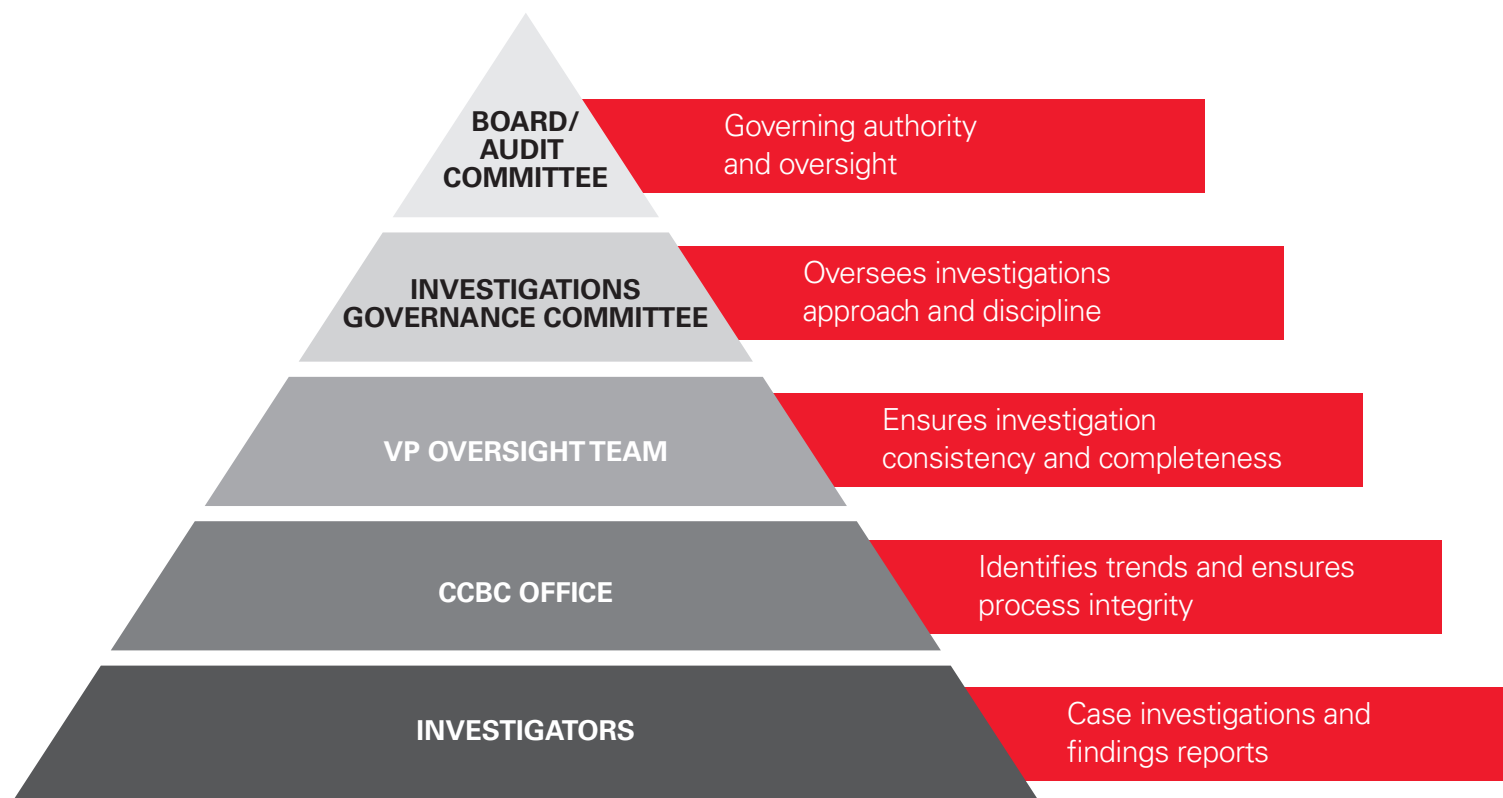 BOARD/
AUDIT
COMMITTEE
Governing authority
and oversight
INVESTIGATIONS
GOVERNANCE COMMITTEE
Oversees investigations
approach and discipline
VP OVERSIGHT TEAM
Ensures investigation
consistency and completeness
CCBC OFFICE
Identifies trends and ensures
process integrity
INVESTIGATORS
Case investigations and
findings reports